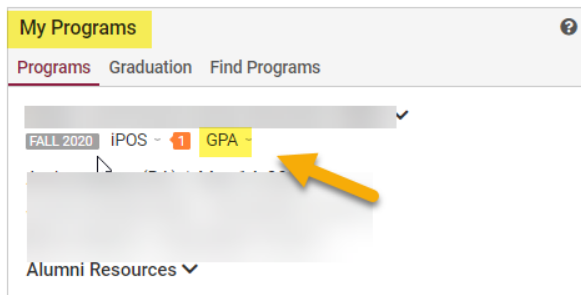 My Programs
Programs Graduation Find Programs
FALL 2020 iPOS 1 GPA
Alumni Resources